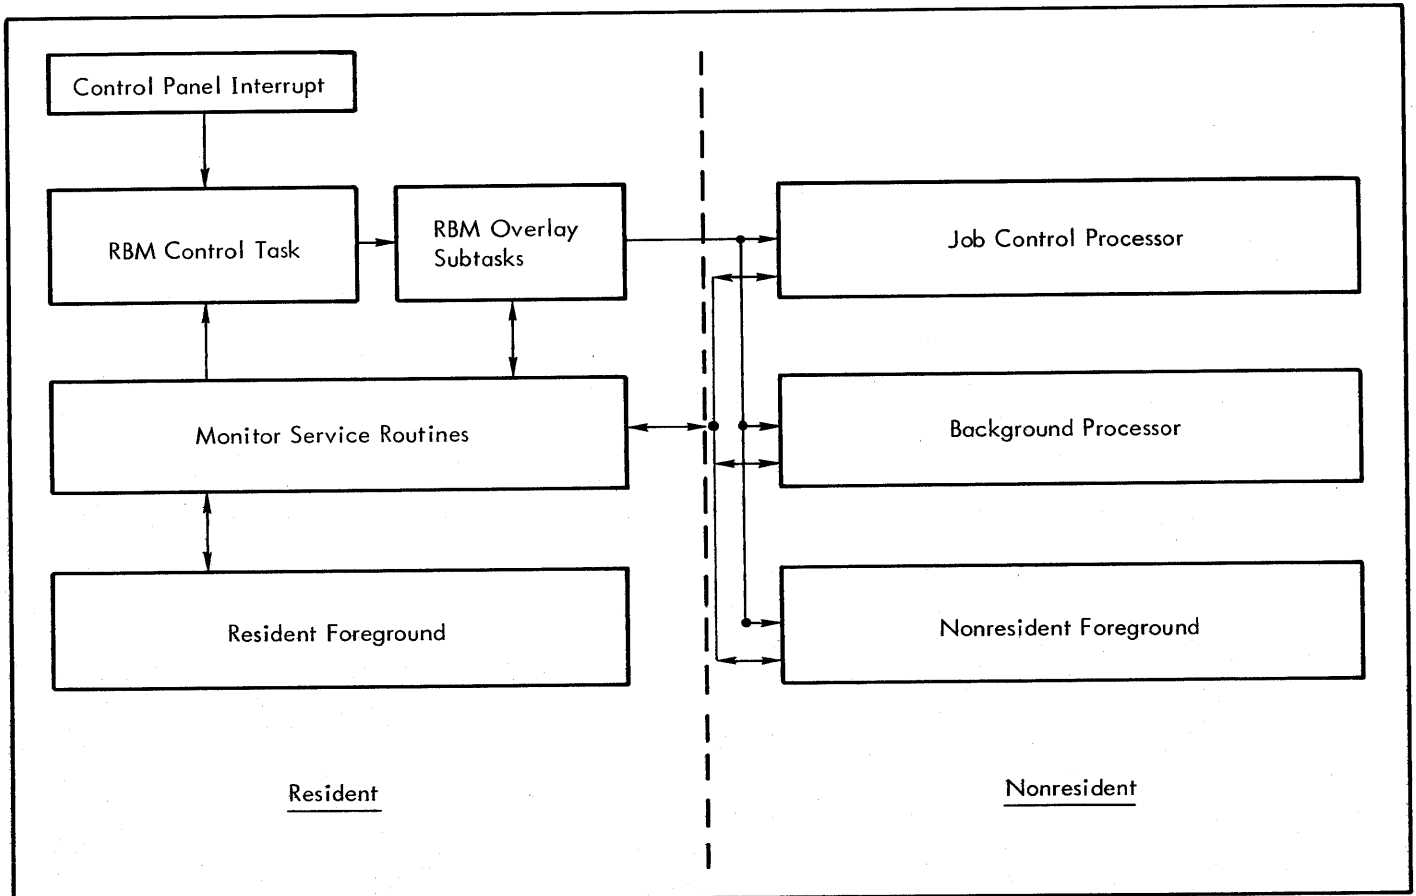 Control Panel Interrupt
RBM Control Task
RBM Overlay
Subtasks
Job Control Processor
Monitor Service Routines
Background Processor
Resident Foreground
Nonresident Foreground
Resident
Nonresident